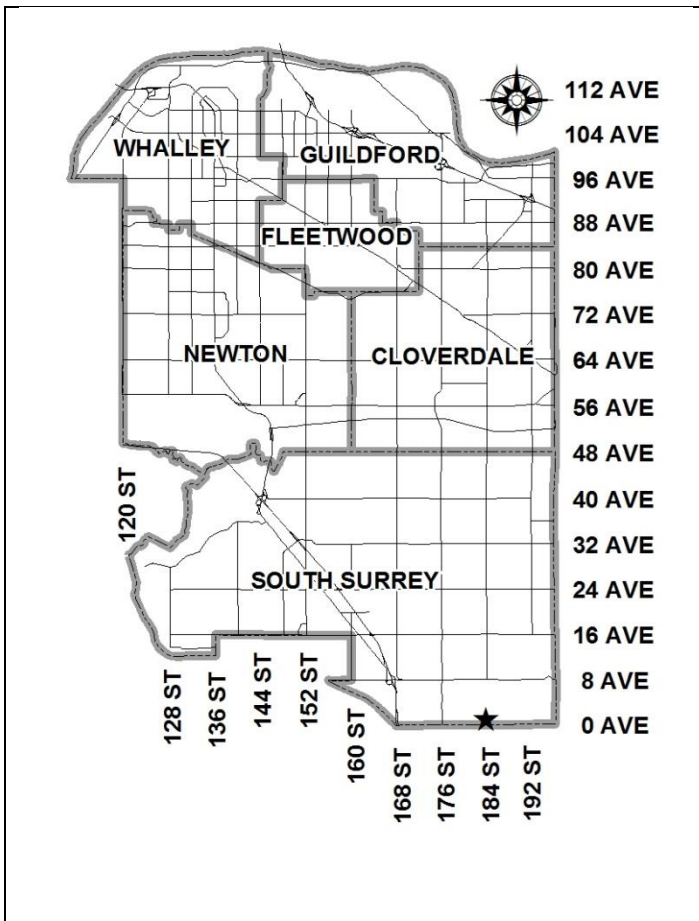 112 AVE
104 AVE
WHALLEY
GUILDFORD
96 AVE
88 AVE
FLEETWOOD
80 AVE
72 AVE
NEWTON
CLOVERDALE
64 AVE
56 AVE
48 AVE
120 ST
40 AVE
32 AVE
SOUTH SURREY
24 AVE
16 AVE
128 ST
136 ST
144 ST
152 ST
8 AVE
160 ST
0 AVE
168 ST
176 ST
184 ST
192 ST